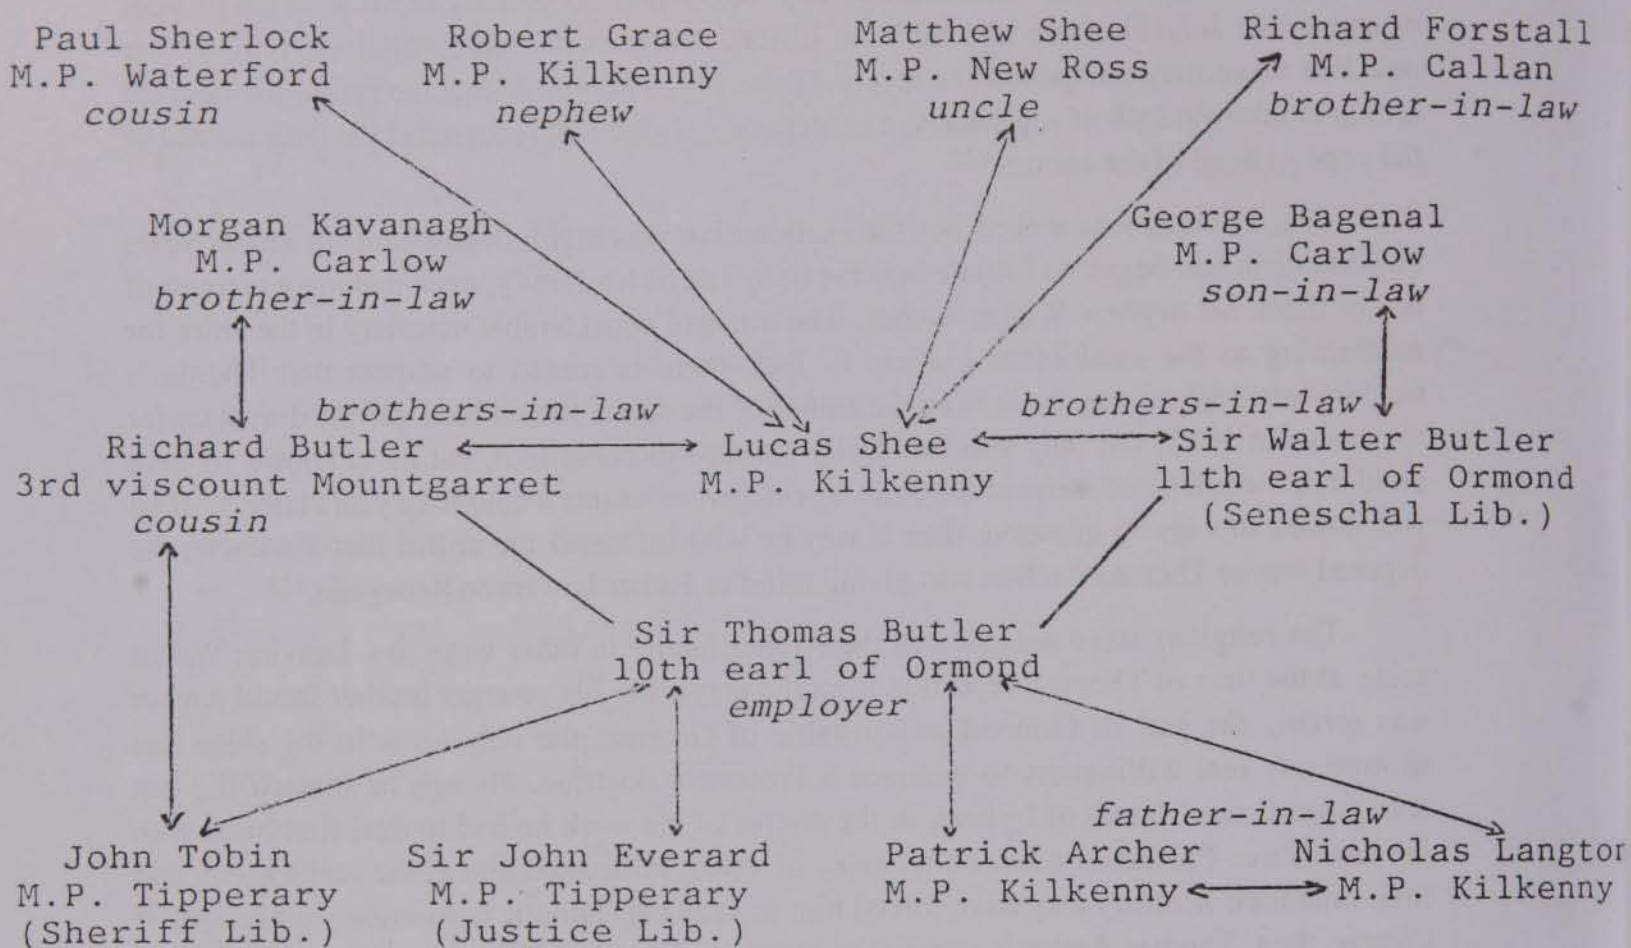 Paul Sherlock
M.P. Waterford
cousin
Robert Grace
M.P. Kilkenny
nephew
Matthew Shee
M.P. New Ross
uncle
Richard Forstall
M.P. Callan
brother-in-law
Morgan Kavanagh
M.P. Carlow
brother-in-law
George Bagenal
M.P. Carlow
son-in-law
brothers-in-law
brothers-in-law
Richard Butler
3rd viscount Mountgarret
cousin
Lucas Shee
M.P. Kilkenny
Sir Walter Butler
11th earl of Ormond
(Seneschal Lib.)
Sir Thomas Butler
10th earl of Ormond
employer
father-in-law
John Tobin
M.P. Tipperary
(Sheriff Lib.)
Sir John Everard
M.P. Tipperary
(Justice Lib.)
Patrick Archer
M.P. Kilkenny
Nicholas Langton
M.P. Kilkenny